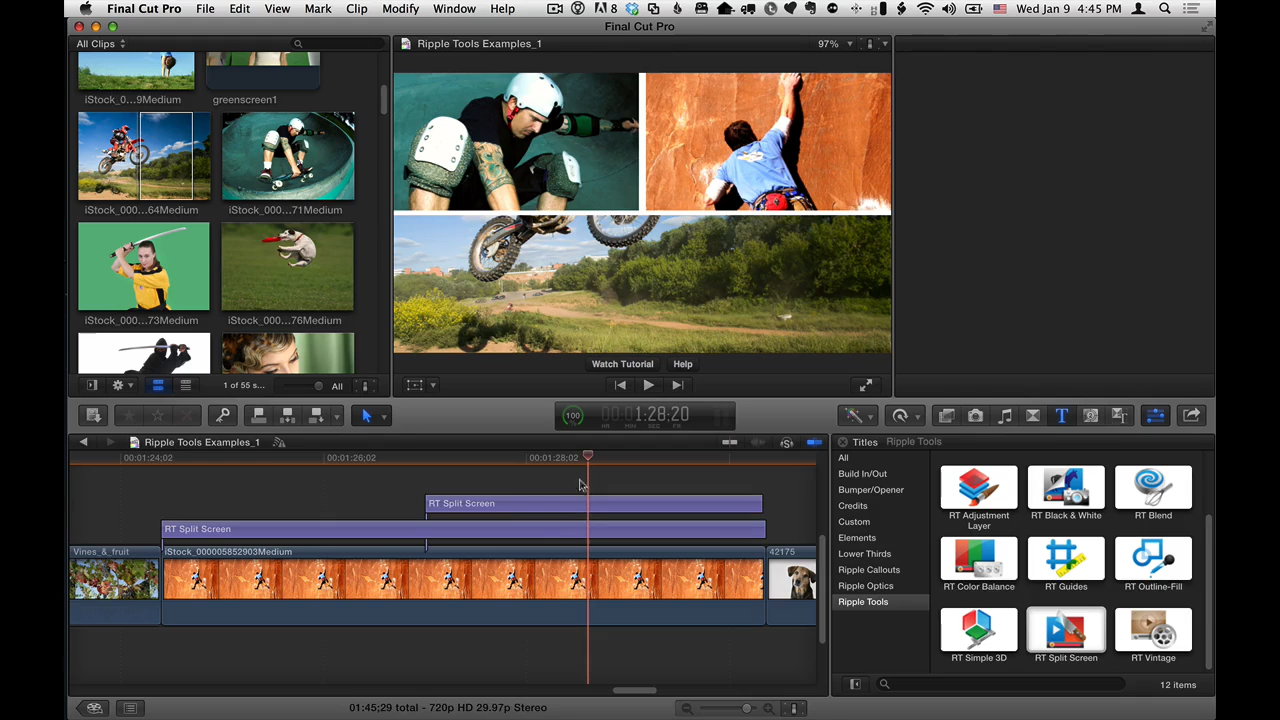 Final Cut Pro File Edit View Mark Clip Modify Window Help 8 Wed Jan 9 4:45 PM
Final Cut Pro
All Clips
Ripple Tools Examples_1 97%
iStock_0...9Medium greenscreen1
iStock_000...64Medium iStock_000...71Medium
iStock_000...73Medium iStock_000...76Medium
Watch Tutorial Help
1 of 55 s... All
100 1:28:20
HR MIN SEC FR
Ripple Tools Examples_1
Titles Ripple Tools
00:01:24;02 00:01:26;02 00:01:28;02
RT Split Screen
RT Split Screen
Vines_&_fruit iStock_000005852903Medium 42175
All
Build In/Out
Bumper/Opener
Credits
Custom
Elements
Lower Thirds
Ripple Callouts
Ripple Optics
Ripple Tools
RT Adjustment Layer RT Black & White RT Blend
RT Color Balance RT Guides RT Outline-Fill
RT Simple 3D RT Split Screen RT Vintage
12 items
01:45;29 total - 720p HD 29.97p Stereo